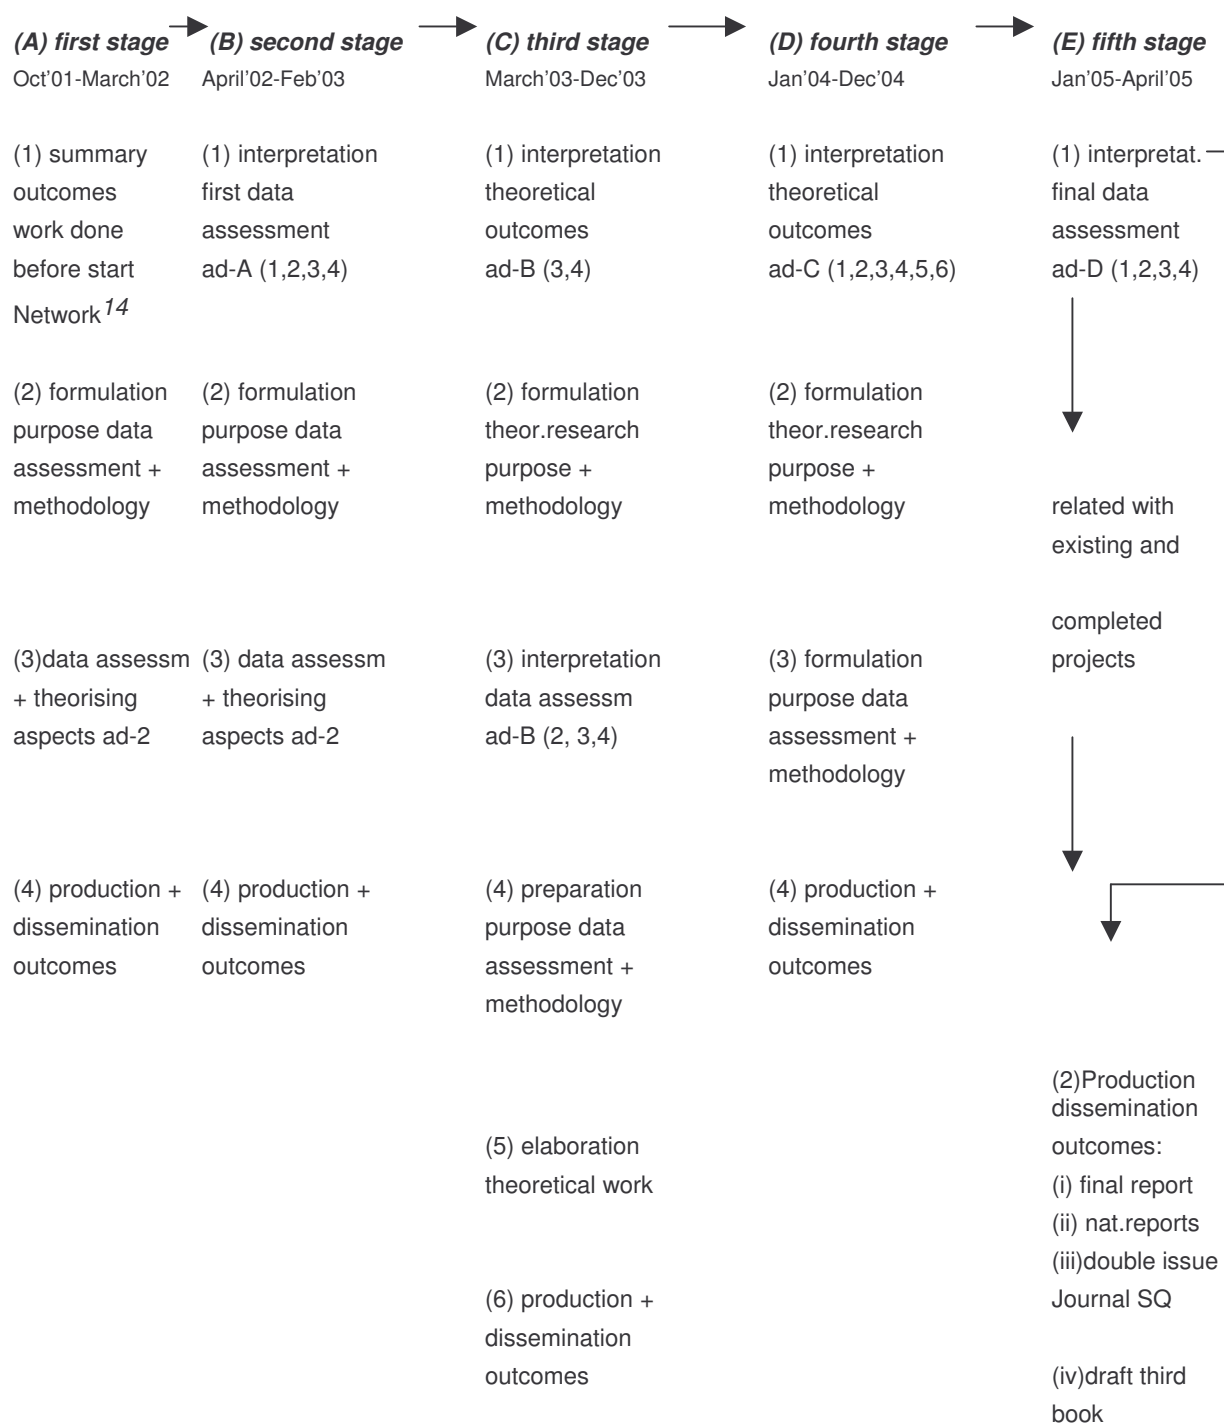 (A) first stage
Oct'01-March'02
(1) summary
outcomes
work done
before start
Network14
(2) formulation
purpose data
assessment +
methodology
(3)data assessm
+ theorising
aspects ad-2
(4) production +
dissemination
outcomes
(B) second stage
April'02-Feb'03
(1) interpretation
first data
assessment
ad-A (1,2,3,4)
(2) formulation
purpose data
assessment +
methodology
(3) data assessm
+ theorising
aspects ad-2
(4) production +
dissemination
outcomes
(C) third stage
March'03-Dec'03
(1) interpretation
theoretical
outcomes
ad-B (3,4)
(2) formulation
theor.research
purpose +
methodology
(3) interpretation
data assessm
ad-B (2, 3,4)
(4) preparation
purpose data
assessment +
methodology
(5) elaboration
theoretical work
(6) production +
dissemination
outcomes
(D) fourth stage
Jan'04-Dec'04
(1) interpretation
theoretical
outcomes
ad-C (1,2,3,4,5,6)
(2) formulation
theor.research
purpose +
methodology
(3) formulation
purpose data
assessment +
methodology
(4) production +
dissemination
outcomes
(E) fifth stage
Jan'05-April'05
(1) interpretat.
final data
assessment
ad-D (1,2,3,4)
related with
existing and
completed
projects
(2)Production
dissemination
outcomes:
(i) final report
(ii) nat.reports
(iii)double issue
Journal SQ
(iv)draft third
book